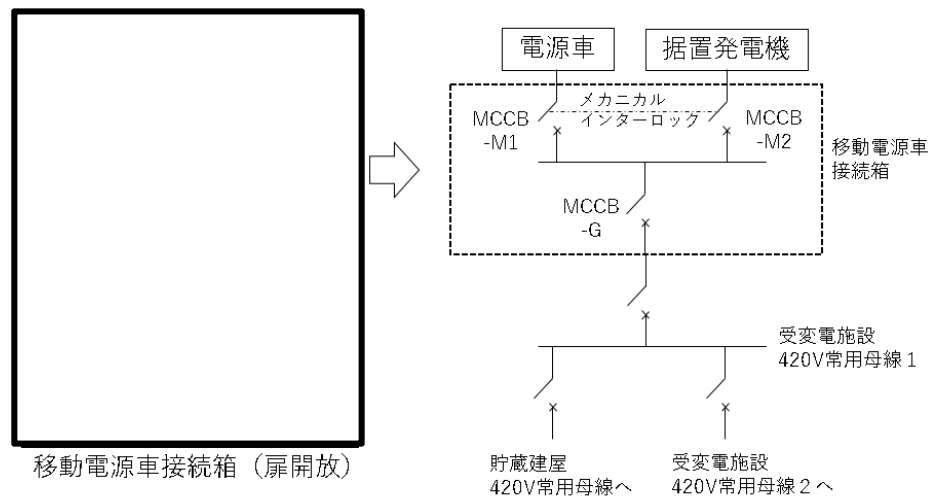 電源車
据置発電機
メカニカル
インターロック
MCCB
-M1
MCCB
-M2
移動電源車
接続箱
MCCB
-G
受変電施設
420V常用母線1
移動電源車接続箱（扉開放）
貯蔵建屋
420V常用母線へ
受変電施設
420V常用母線2へ